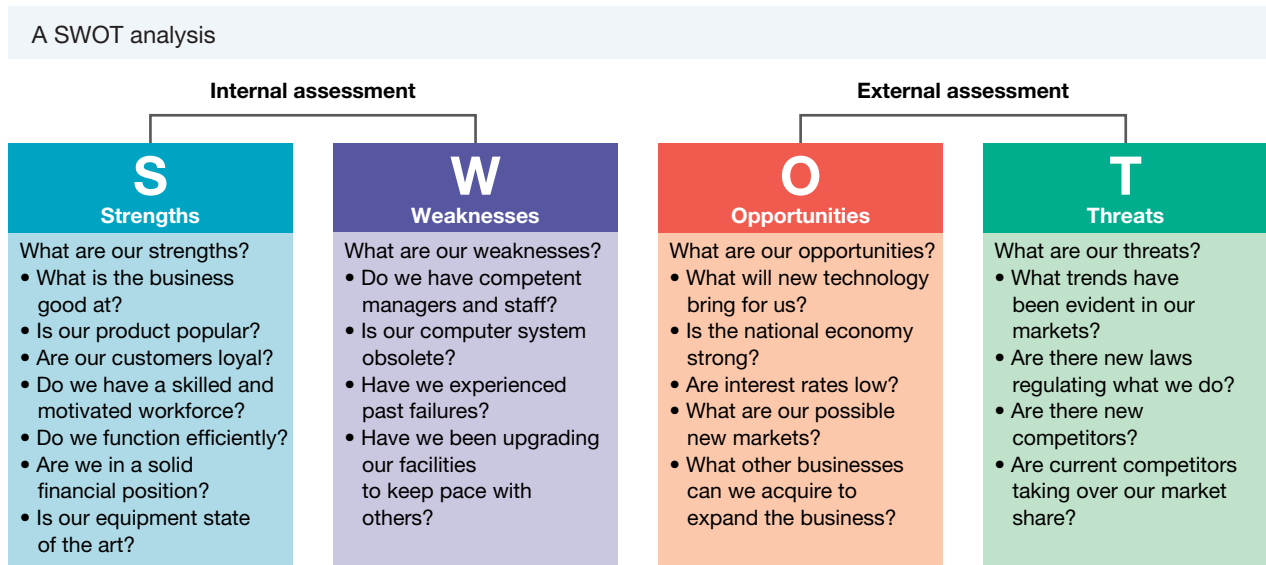 A SWOT analysis
Internal assessment
External assessment
S
Strengths
What are our strengths?
• What is the business
good at?
• Is our product popular?
• Are our customers loyal?
• Do we have a skilled and
motivated workforce?
• Do we function efficiently?
• Are we in a solid
financial position?
• Is our equipment state
of the art?
W
Weaknesses
What are our weaknesses?
• Do we have competent
managers and staff?
• Is our computer system
obsolete?
• Have we experienced
past failures?
• Have we been upgrading
our facilities
to keep pace with
others?
O
Opportunities
What are our opportunities?
• What will new technology
bring for us?
• Is the national economy
strong?
• Are interest rates low?
• What are our possible
new markets?
• What other businesses
can we acquire to
expand the business?
T
Threats
What are our threats?
• What trends have
been evident in our
markets?
• Are there new laws
regulating what we do?
• Are there new
competitors?
• Are current competitors
taking over our market
share?